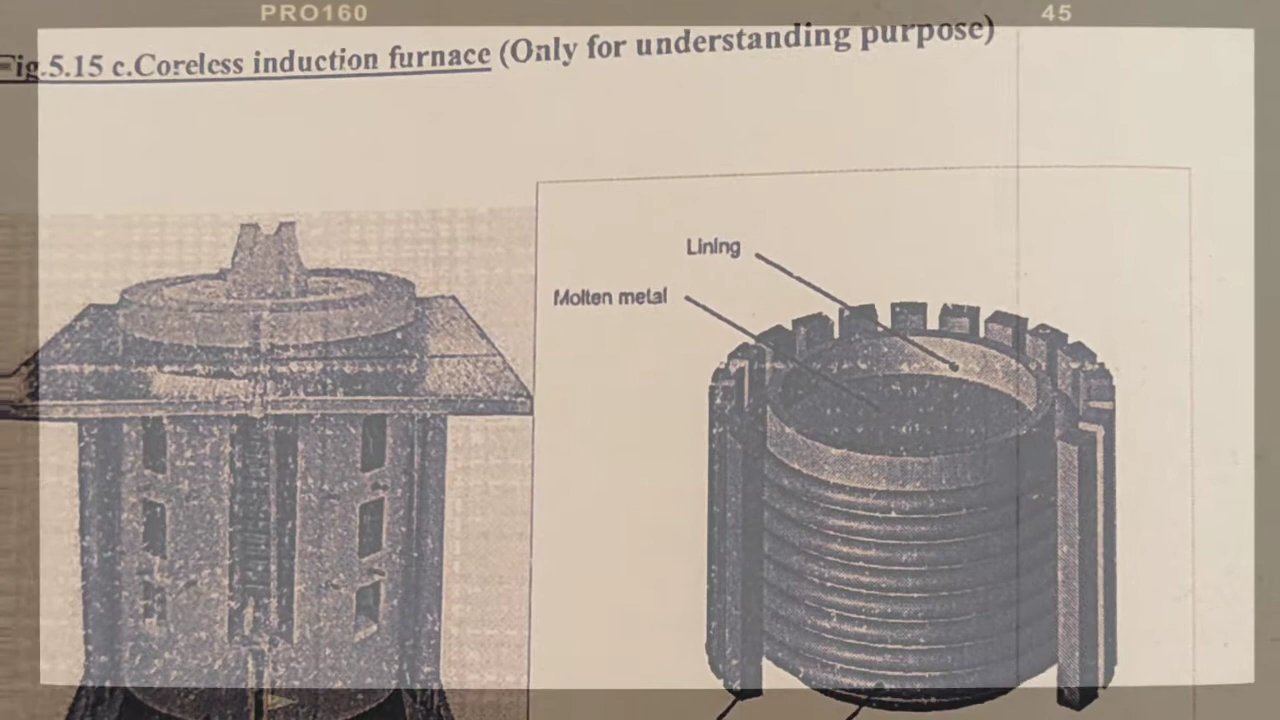 PRO160
45
Fig.5.15 c.Coreless induction furnace (Only for understanding purpose)
Lining
Molten metal